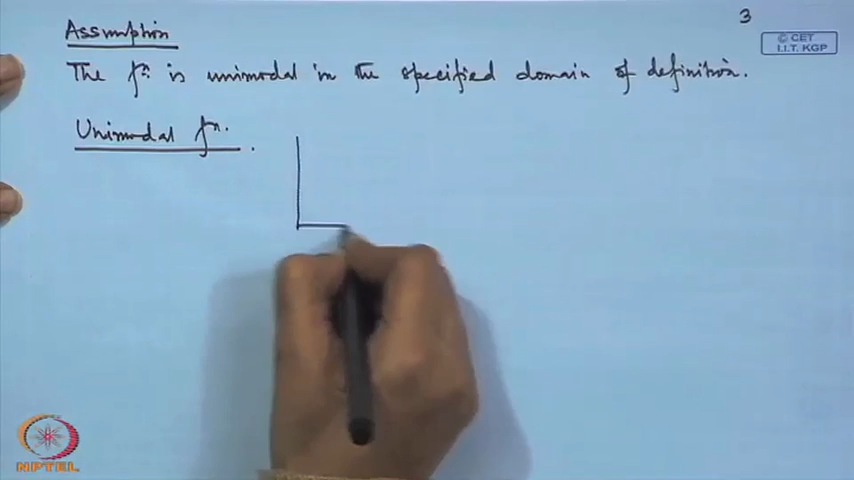 3
© CET
I.I.T. KGP
Assumption
The fn. is unimodal in the specified domain of definition.
Unimodal fn.
NPTEL